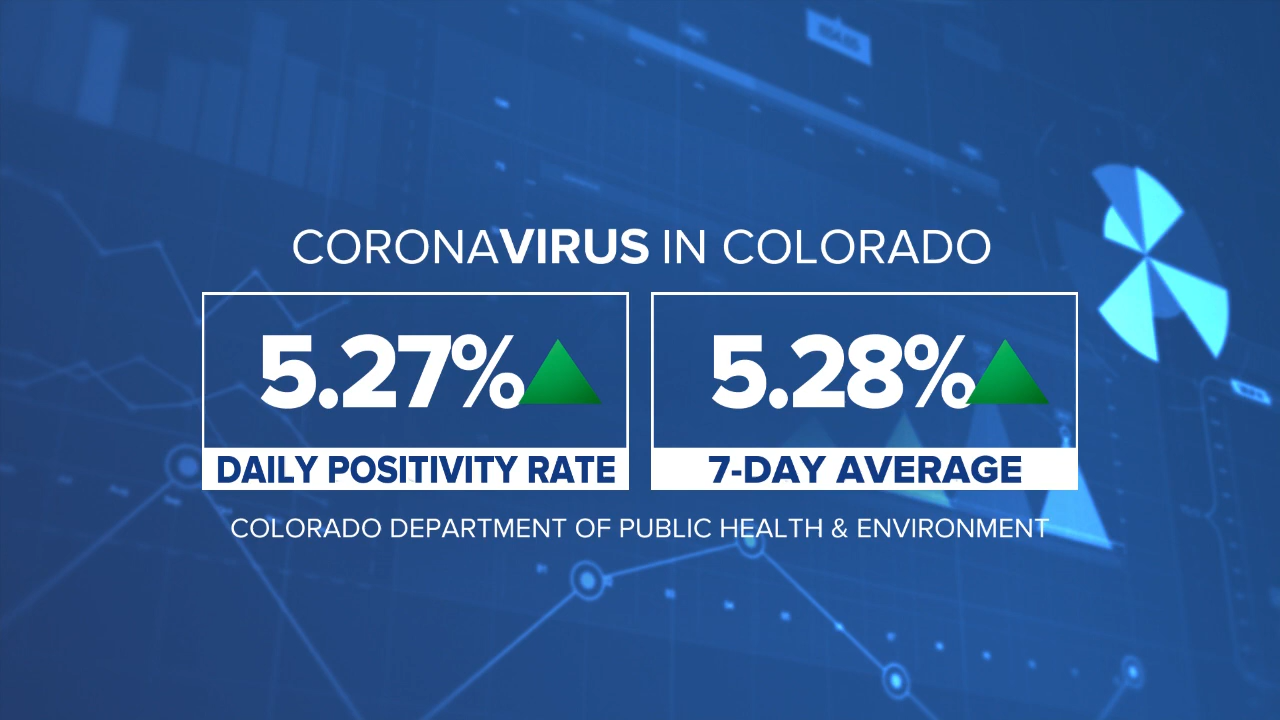 CORONAVIRUS IN COLORADO
5.27%
DAILY POSITIVITY RATE
5.28%
7-DAY AVERAGE
COLORADO DEPARTMENT OF PUBLIC HEALTH & ENVIRONMENT